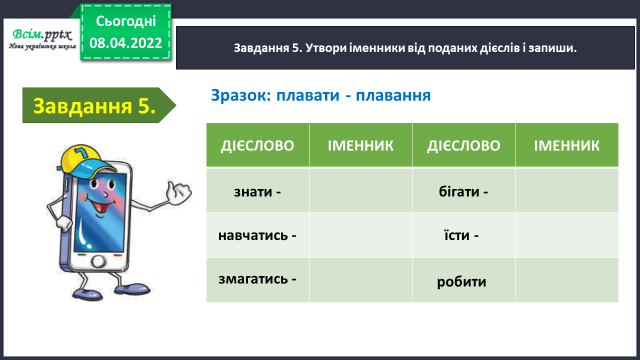 Всім.pptx
Нова українська школа
Сьогодні
08.04.2022
Завдання 5. Утвори іменники від поданих дієслів і запиши.
Завдання 5.
Зразок: плавати - плавання
ДІЄСЛОВО ІМЕННИК ДІЄСЛОВО ІМЕННИК
знати - бігати -
навчатись - їсти -
змагатись - робити